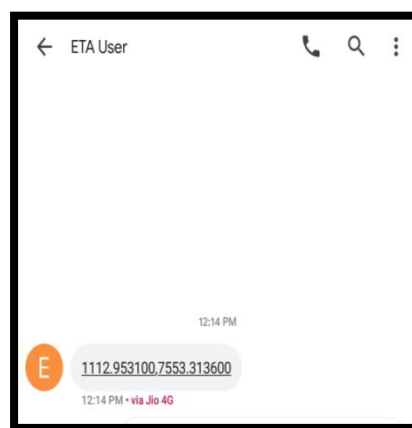 ETA User
12:14 PM
E
1112.953100,7553.313600
12:14 PM • via Jio 4G